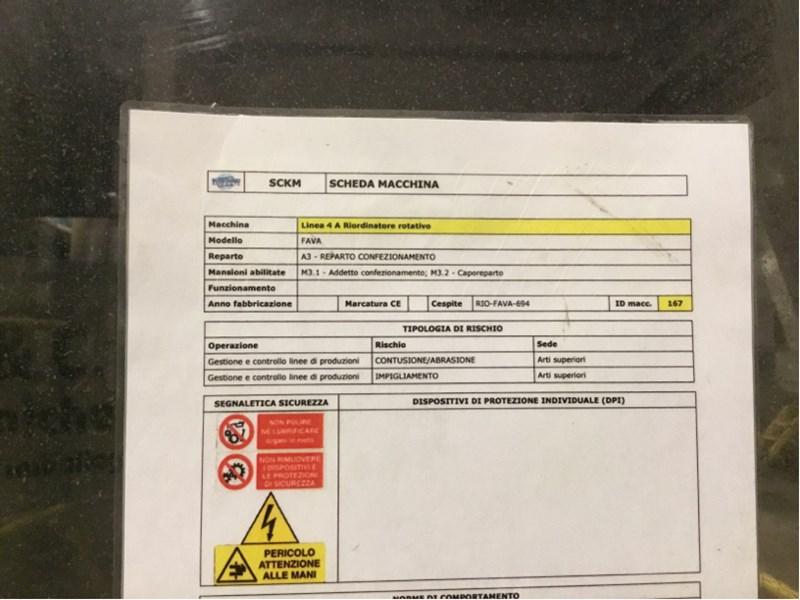 SCKM SCHEDA MACCHINA
Macchina Linea 4 A Riordinatore rotativo
Modello FAVA
Reparto A3 - REPARTO CONFEZIONAMENTO
Mansioni abilitate M3.1 - Addetto confezionamento; M3.2 - Caporeparto
Funzionamento
Anno fabbricazione Marcatura CE Cespite RIO-FAVA-694 ID macc. 167
TIPOLOGIA DI RISCHIO
Operazione Rischio Sede
Gestione e controllo linee di produzioni CONTUSIONE/ABRASIONE Arti superiori
Gestione e controllo linee di produzioni IMPIGLIAMENTO Arti superiori
SEGNALETICA SICUREZZA DISPOSITIVI DI PROTEZIONE INDIVIDUALE (DPI)
NON PULIRE
NE LUBRIFICARE
organi in moto
NON RIMUOVERE
I DISPOSITIVI E
LE PROTEZIONI
DI SICUREZZA
PERICOLO
ATTENZIONE
ALLE MANI
NORME DI COMPORTAMENTO